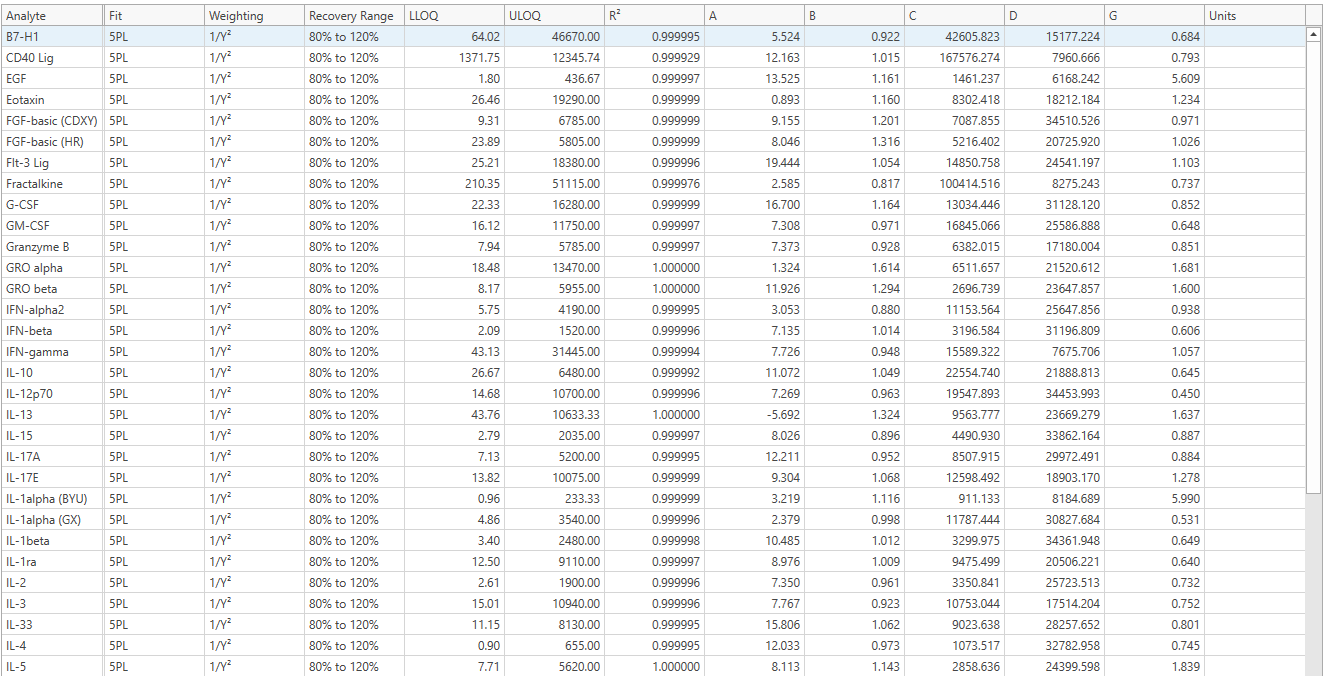 Analyte Fit Weighting Recovery Range LLOQ ULOQ R² A B C D G Units
B7-H1 5PL 1/Y² 80% to 120% 64.02 46670.00 0.999995 5.524 0.922 42605.823 15177.224 0.684
CD40 Lig 5PL 1/Y² 80% to 120% 1371.75 12345.74 0.999929 12.163 1.015 167576.274 7960.666 0.793
EGF 5PL 1/Y² 80% to 120% 1.80 436.67 0.999997 13.525 1.161 1461.237 6168.242 5.609
Eotaxin 5PL 1/Y² 80% to 120% 26.46 19290.00 0.999999 0.893 1.160 8302.418 18212.184 1.234
FGF-basic (CDXY) 5PL 1/Y² 80% to 120% 9.31 6785.00 0.999999 9.155 1.201 7087.855 34510.526 0.971
FGF-basic (HR) 5PL 1/Y² 80% to 120% 23.89 5805.00 0.999999 8.046 1.316 5216.402 20725.920 1.026
Flt-3 Lig 5PL 1/Y² 80% to 120% 25.21 18380.00 0.999996 19.444 1.054 14850.758 24541.197 1.103
Fractalkine 5PL 1/Y² 80% to 120% 210.35 51115.00 0.999976 2.585 0.817 100414.516 8275.243 0.737
G-CSF 5PL 1/Y² 80% to 120% 22.33 16280.00 0.999999 16.700 1.164 13034.446 31128.120 0.852
GM-CSF 5PL 1/Y² 80% to 120% 16.12 11750.00 0.999997 7.308 0.971 16845.066 25586.888 0.648
Granzyme B 5PL 1/Y² 80% to 120% 7.94 5785.00 0.999997 7.373 0.928 6382.015 17180.004 0.851
GRO alpha 5PL 1/Y² 80% to 120% 18.48 13470.00 1.000000 1.324 1.614 6511.657 21520.612 1.681
GRO beta 5PL 1/Y² 80% to 120% 8.17 5955.00 1.000000 11.926 1.294 2696.739 23647.857 1.600
IFN-alpha2 5PL 1/Y² 80% to 120% 5.75 4190.00 0.999995 3.053 0.880 11153.564 25647.856 0.938
IFN-beta 5PL 1/Y² 80% to 120% 2.09 1520.00 0.999996 7.135 1.014 3196.584 31196.809 0.606
IFN-gamma 5PL 1/Y² 80% to 120% 43.13 31445.00 0.999994 7.726 0.948 15589.322 7675.706 1.057
IL-10 5PL 1/Y² 80% to 120% 26.67 6480.00 0.999992 11.072 1.049 22554.740 21888.813 0.645
IL-12p70 5PL 1/Y² 80% to 120% 14.68 10700.00 0.999996 7.269 0.963 19547.893 34453.993 0.450
IL-13 5PL 1/Y² 80% to 120% 43.76 10633.33 1.000000 -5.692 1.324 9563.777 23669.279 1.637
IL-15 5PL 1/Y² 80% to 120% 2.79 2035.00 0.999997 8.026 0.896 4490.930 33862.164 0.887
IL-17A 5PL 1/Y² 80% to 120% 7.13 5200.00 0.999995 12.211 0.952 8507.915 29972.491 0.884
IL-17E 5PL 1/Y² 80% to 120% 13.82 10075.00 0.999999 9.304 1.068 12598.492 18903.170 1.278
IL-1alpha (BYU) 5PL 1/Y² 80% to 120% 0.96 233.33 0.999999 3.219 1.116 911.133 8184.689 5.990
IL-1alpha (GX) 5PL 1/Y² 80% to 120% 4.86 3540.00 0.999996 2.379 0.998 11787.444 30827.684 0.531
IL-1beta 5PL 1/Y² 80% to 120% 3.40 2480.00 0.999998 10.485 1.012 3299.975 34361.948 0.649
IL-1ra 5PL 1/Y² 80% to 120% 12.50 9110.00 0.999997 8.976 1.009 9475.499 20506.221 0.640
IL-2 5PL 1/Y² 80% to 120% 2.61 1900.00 0.999996 7.350 0.961 3350.841 25723.513 0.732
IL-3 5PL 1/Y² 80% to 120% 15.01 10940.00 0.999996 7.767 0.923 10753.044 17514.204 0.752
IL-33 5PL 1/Y² 80% to 120% 11.15 8130.00 0.999995 15.806 1.062 9023.638 28257.652 0.801
IL-4 5PL 1/Y² 80% to 120% 0.90 655.00 0.999995 12.033 0.973 1073.517 32782.958 0.745
IL-5 5PL 1/Y² 80% to 120% 7.71 5620.00 1.000000 8.113 1.143 2858.636 24399.598 1.839